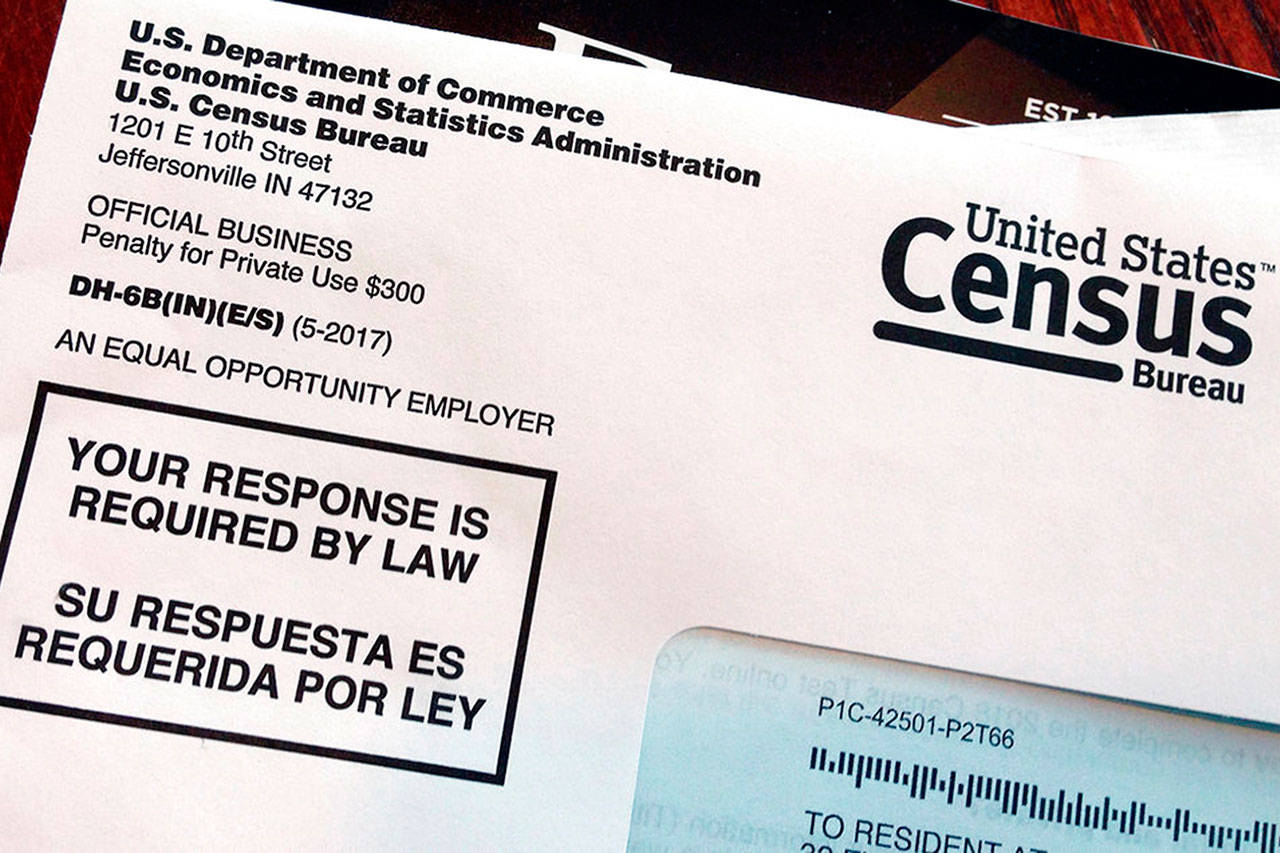 U.S. Department of Commerce
Economics and Statistics Administration
U.S. Census Bureau
1201 E 10th Street
Jeffersonville IN 47132
OFFICIAL BUSINESS
Penalty for Private Use $300
DH-6B(IN)(E/S) (5-2017)
AN EQUAL OPPORTUNITY EMPLOYER
YOUR RESPONSE IS
REQUIRED BY LAW
SU RESPUESTA ES
REQUERIDA POR LEY
EST
United States™
Census
Bureau
P1C-42501-P2T66
TO RESIDENT AT